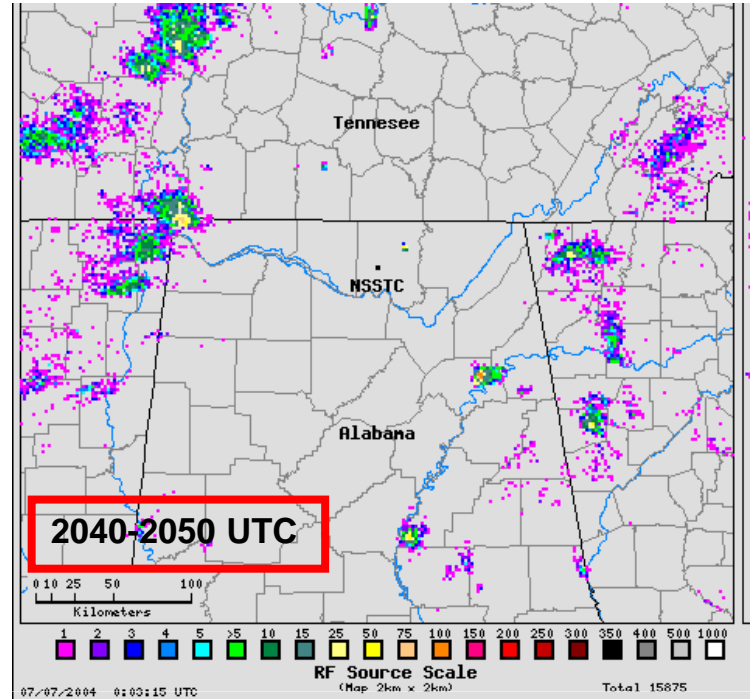 Tennesee
NSSTC
Alabama
2040-2050 UTC
0 10 25 50 100
Kilometers
1 2 3 4 5 >5 10 15 25 50 75 100 150 200 250 300 350 400 500 1000
RF Source Scale
(Map 2km x 2km)
07/07/2004 0:03:15 UTC
Total 15875